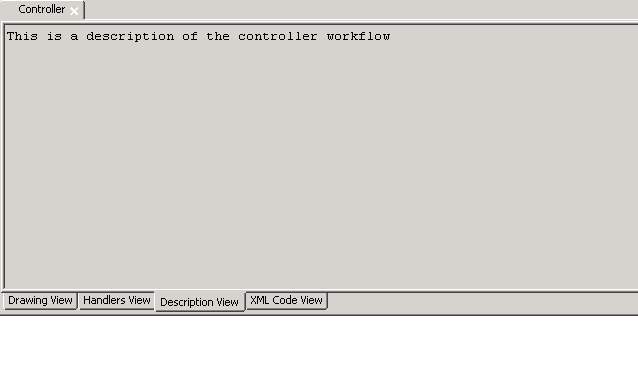 Controller
This is a description of the controller workflow
Drawing View Handlers View Description View XML Code View